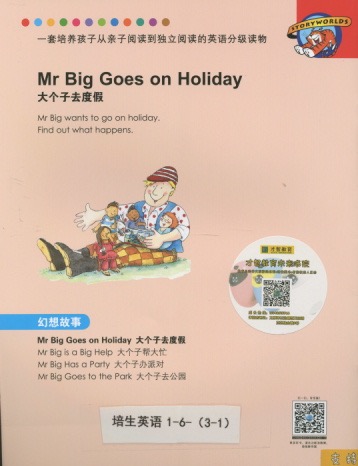 STORYWORLDS
一套培养孩子从亲子阅读到独立阅读的英语分级读物
Mr Big Goes on Holiday
大个子去度假
Mr Big wants to go on holiday.
Find out what happens.
幻想故事
Mr Big Goes on Holiday 大个子去度假
Mr Big is a Big Help 大个子帮大忙
Mr Big Has a Party 大个子办派对
Mr Big Goes to the Park 大个子去公园
培生英语 1-6-（3-1）